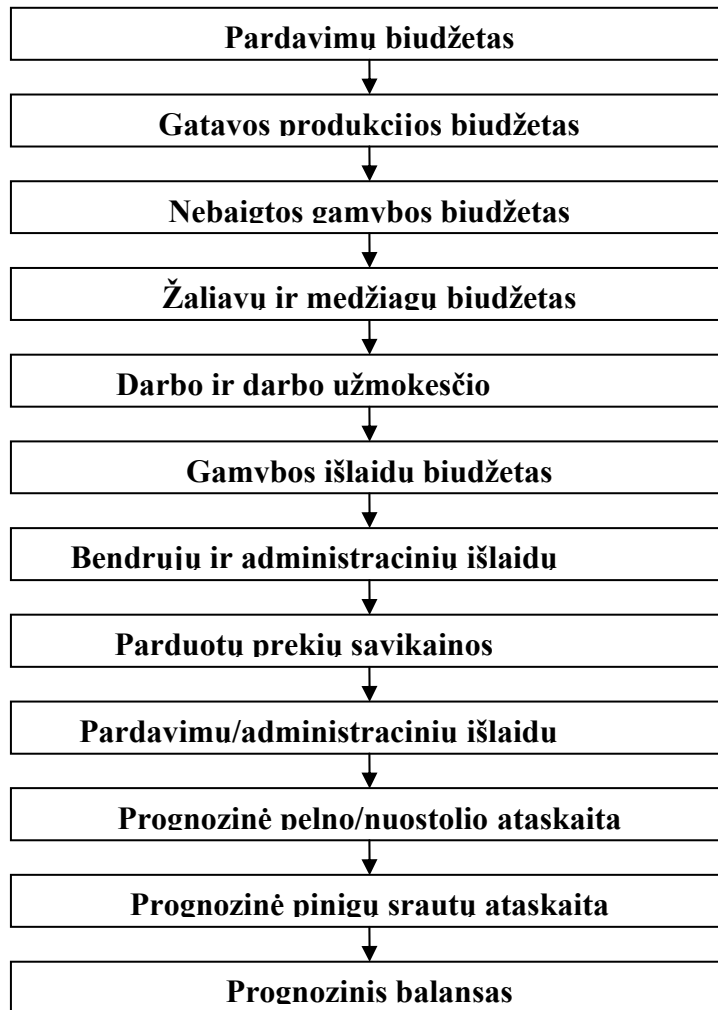 Pardavimų biudžetas
Gatavos produkcijos biudžetas
Nebaigtos gamybos biudžetas
Žaliavų ir medžiagų biudžetas
Darbo ir darbo užmokesčio
Gamybos išlaidų biudžetas
Bendrųjų ir administracinių išlaidų
Parduotų prekių savikainos
Pardavimų/administracinių išlaidų
Prognozinė pelno/nuostolio ataskaita
Prognozinė pinigų srautų ataskaita
Prognozinis balansas